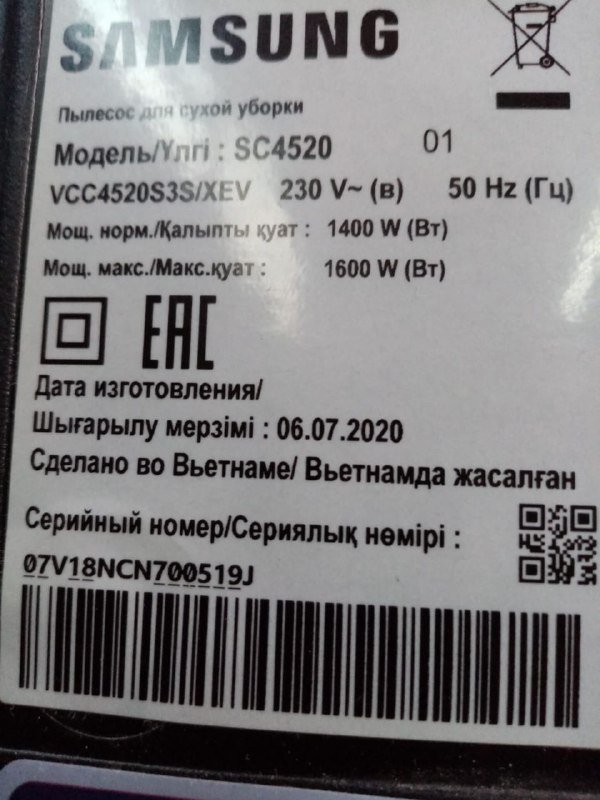 SAMSUNG
Пылесос для сухой уборки
Модель/Үлгі : SC4520 01
VCC4520S3S/XEV 230 V~ (в) 50 Hz (Гц)
Мощ. норм./Қалыпты қуат : 1400 W (Вт)
Мощ. макс./Макс.қуат : 1600 W (Вт)
EAC
Дата изготовления/
Шығарылу мерзімі : 06.07.2020
Сделано во Вьетнаме/ Вьетнамда жасалған
Серийный номер/Сериялық нөмірі :
07V18NCN700519J